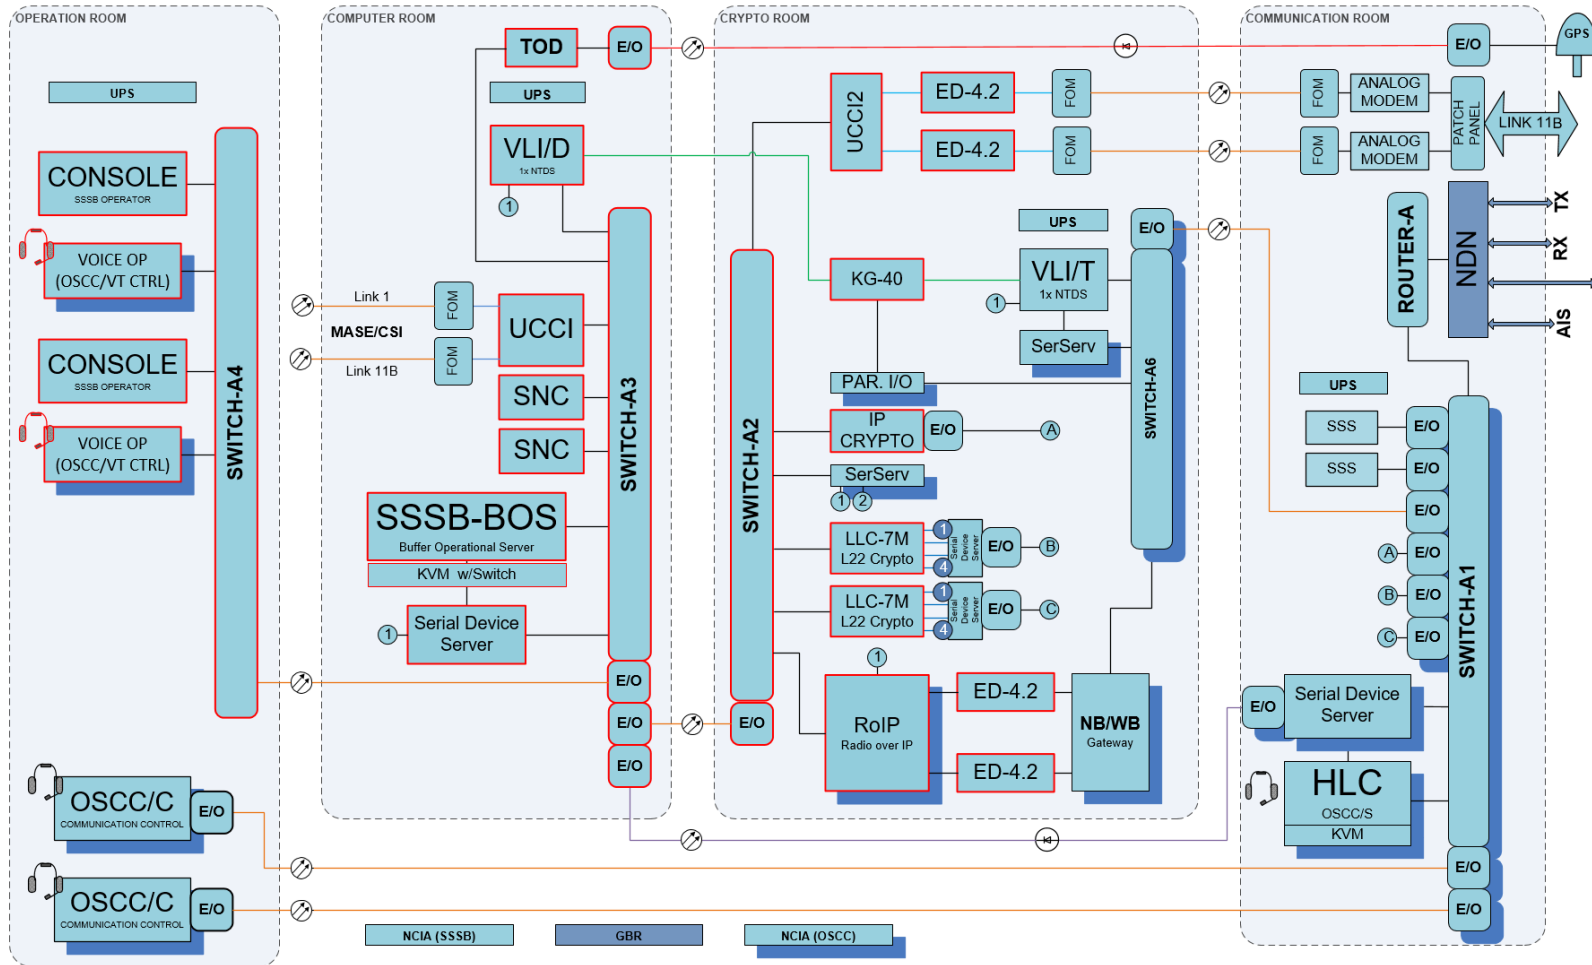 OPERATION ROOM
UPS
CONSOLE
SSSB OPERATOR
VOICE OP
(OSCC/VT CTRL)
CONSOLE
SSSB OPERATOR
VOICE OP
(OSCC/VT CTRL)
SWITCH-A4
OSCC/C
COMMUNICATION CONTROL
E/O
OSCC/C
COMMUNICATION CONTROL
E/O
COMPUTER ROOM
TOD
E/O
UPS
VLI/D
1x NTDS
1
Link 1
FOM
MASE/CSI
UCCI
Link 11B
FOM
SNC
SNC
SSSB-BOS
Buffer Operational Server
KVM w/Switch
1
Serial Device
Server
SWITCH-A3
E/O
E/O
E/O
CRYPTO ROOM
UCCI2
ED-4.2
FOM
ED-4.2
FOM
SWITCH-A2
E/O
KG-40
UPS
VLI/T
1x NTDS
1
SerServ
PAR. I/O
IP
CRYPTO
E/O
A
SerServ
1
2
LLC-7M
L22 Crypto
1
4
Serial
Device
Server
E/O
B
LLC-7M
L22 Crypto
1
4
Serial
Device
Server
E/O
C
1
RoIP
Radio over IP
ED-4.2
ED-4.2
NB/WB
Gateway
E/O
SWITCH-A6
COMMUNICATION ROOM
E/O
GPS
FOM
ANALOG
MODEM
FOM
ANALOG
MODEM
PATCH
PANEL
LINK 11B
ROUTER-A
NDN
TX
RX
AIS
UPS
SSS
E/O
SSS
E/O
E/O
A
E/O
B
E/O
C
E/O
SWITCH-A1
E/O
Serial Device
Server
HLC
OSCC/S
KVM
E/O
E/O
NCIA (SSSB)
GBR
NCIA (OSCC)